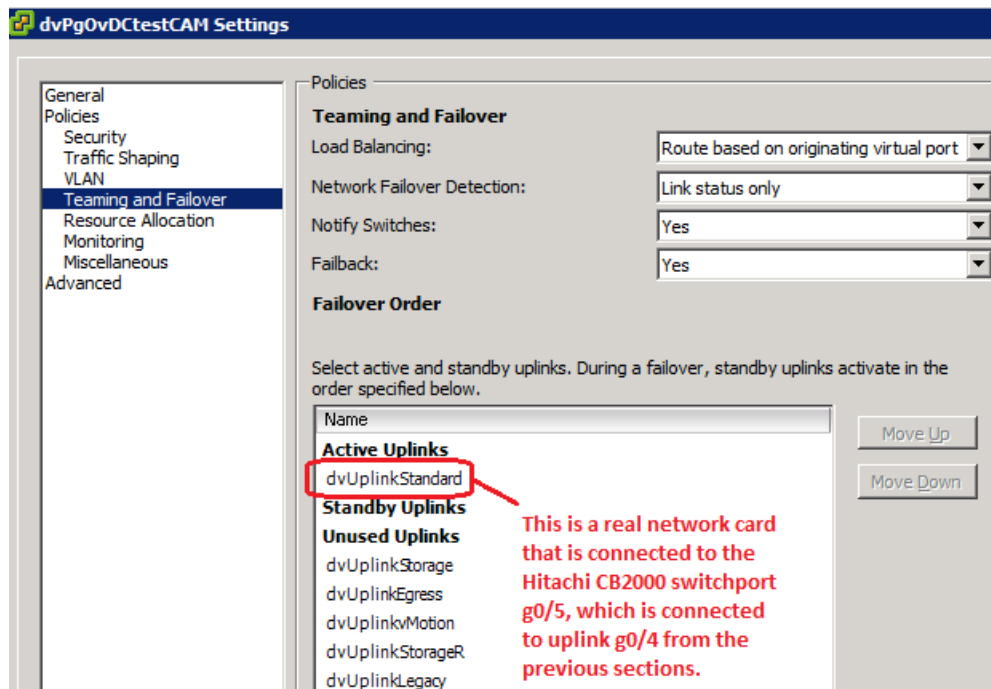 dvPgOvDCtestCAM Settings
General
Policies
Security
Traffic Shaping
VLAN
Teaming and Failover
Resource Allocation
Monitoring
Miscellaneous
Advanced
Policies
Teaming and Failover
Load Balancing:
Route based on originating virtual port
Network Failover Detection:
Link status only
Notify Switches:
Yes
Failback:
Yes
Failover Order
Select active and standby uplinks. During a failover, standby uplinks activate in the
order specified below.
Name
Active Uplinks
dvUplinkStandard
Standby Uplinks
Unused Uplinks
dvUplinkStorage
dvUplinkEgress
dvUplinkvMotion
dvUplinkStorageR
dvUplinkLegacy
Move Up
Move Down
This is a real network card
that is connected to the
Hitachi CB2000 switchport
g0/5, which is connected
to uplink g0/4 from the
previous sections.